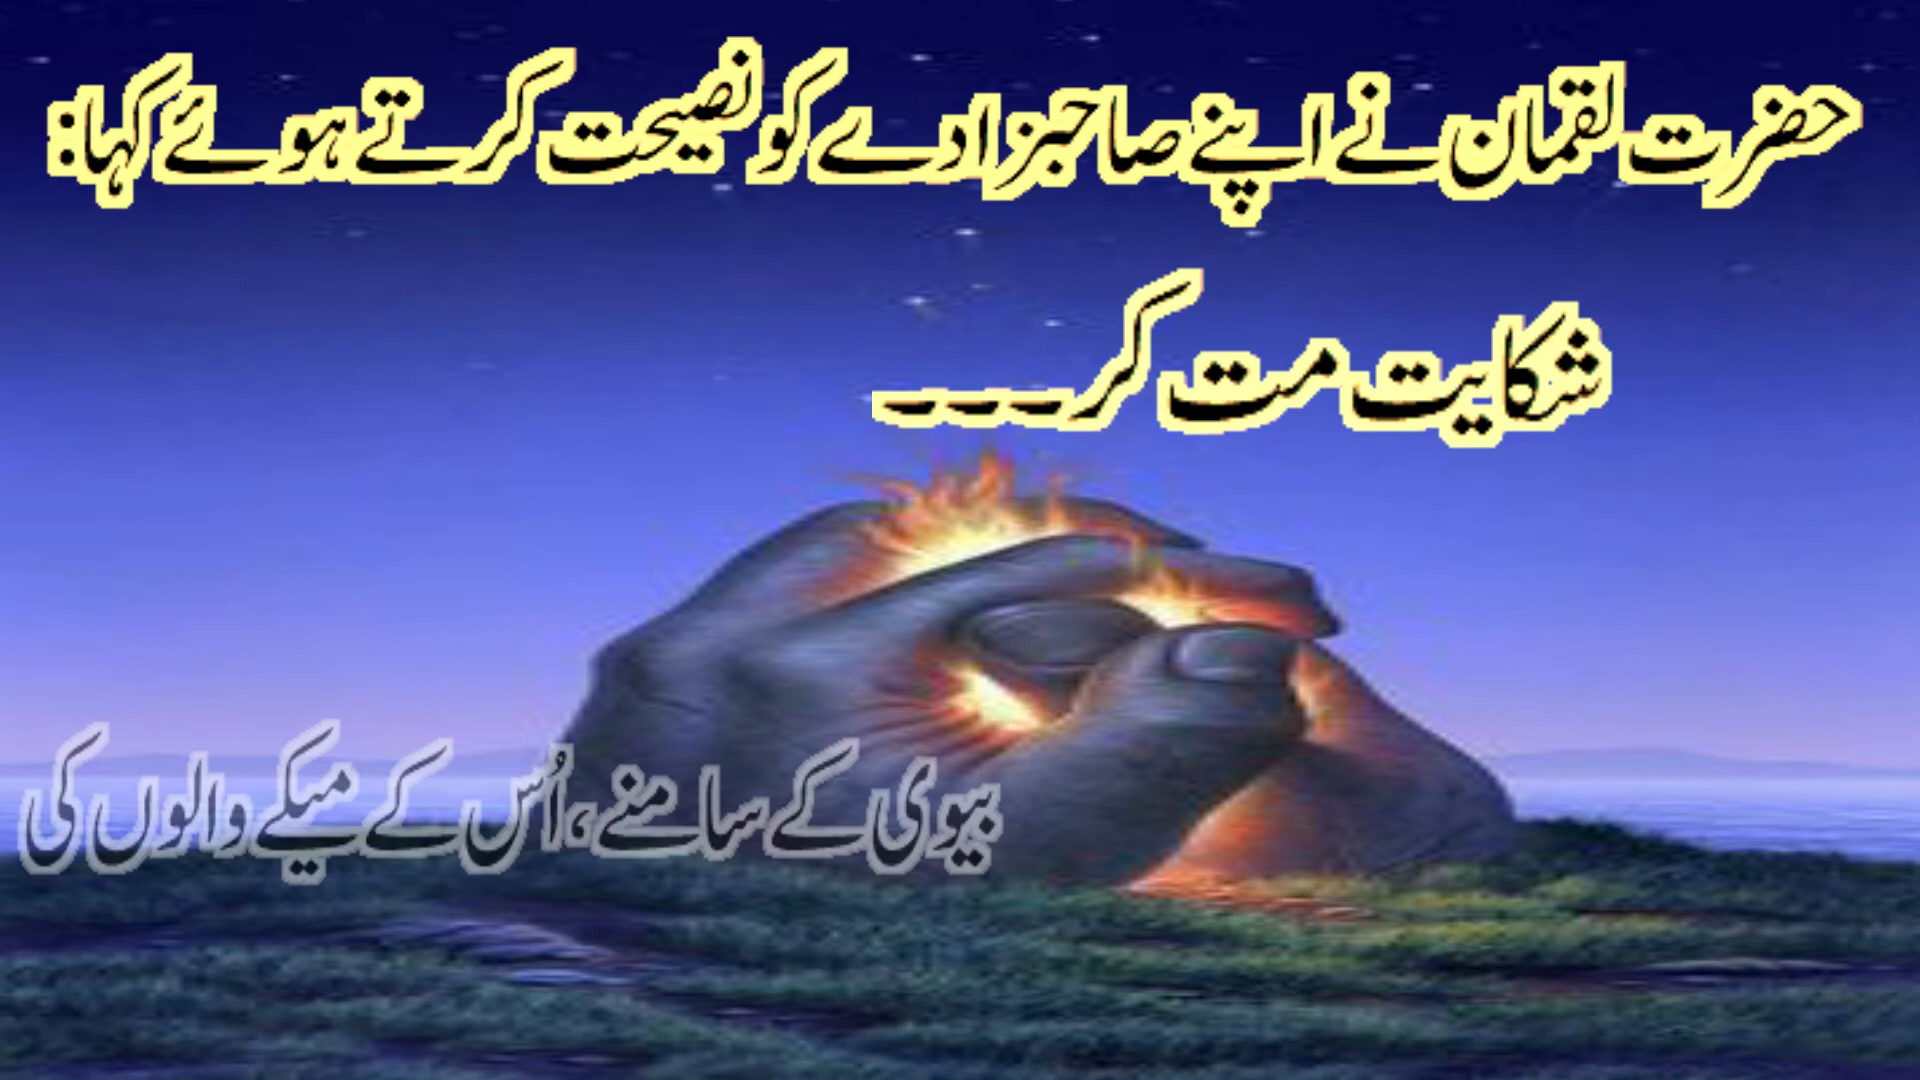 حضرت لقمان نے اپنے صاحبزادے کو نصیحت کرتے ہوئے کہا:
شکایت مت کر۔۔۔
بیوی کے سامنے، اُس کے میکے والوں کی